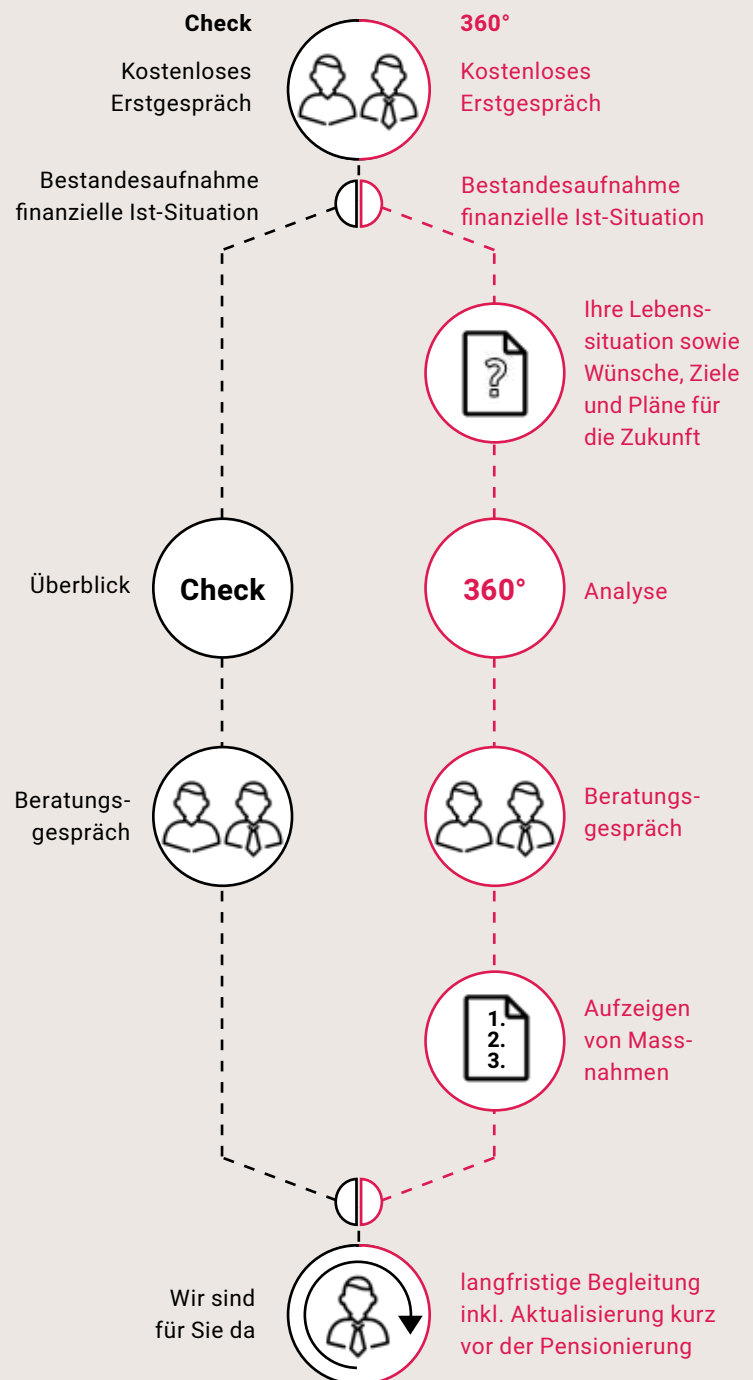 Check
360°
Kostenloses
Erstgespräch
Kostenloses
Erstgespräch
Bestandesaufnahme
finanzielle Ist-Situation
Bestandesaufnahme
finanzielle Ist-Situation
Ihre Lebens-
situation sowie
Wünsche, Ziele
und Pläne für
die Zukunft
?
Überblick
Check
360°
Analyse
Beratungs-
gespräch
Beratungs-
gespräch
1.
2.
3.
Aufzeigen
von Mass-
nahmen
Wir sind
für Sie da
langfristige Begleitung
inkl. Aktualisierung kurz
vor der Pensionierung